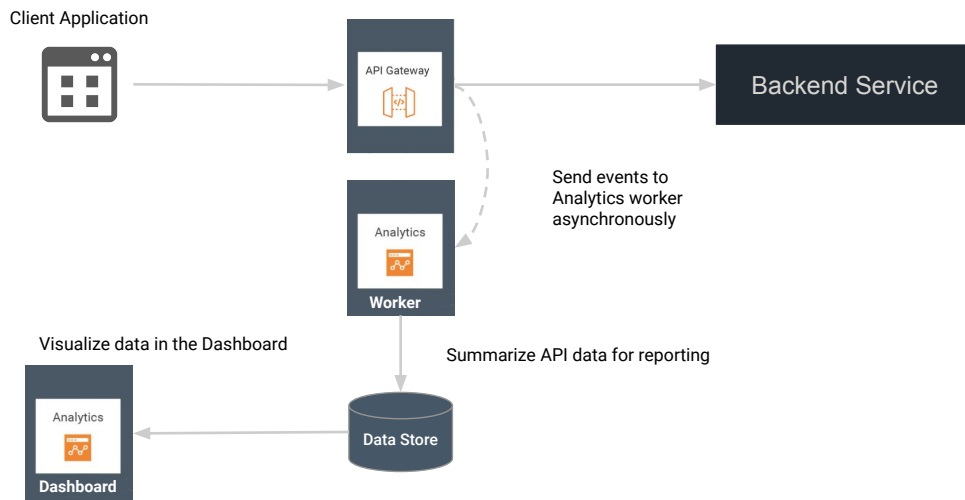 Client Application
API Gateway
Backend Service
Send events to
Analytics worker
asynchronously
Analytics
Worker
Visualize data in the Dashboard
Summarize API data for reporting
Analytics
Dashboard
Data Store